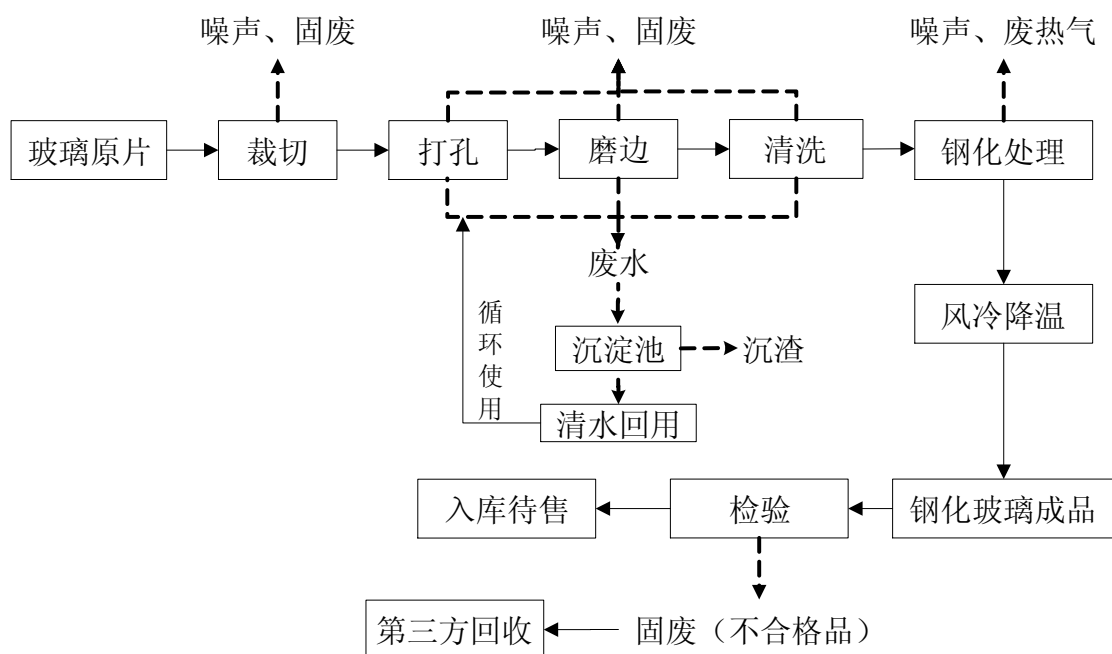 噪声、固废
噪声、固废
噪声、废热气
玻璃原片
裁切
打孔
磨边
清洗
钢化处理
废水
循环使用
沉淀池
沉渣
清水回用
风冷降温
入库待售
检验
钢化玻璃成品
第三方回收
固废（不合格品）